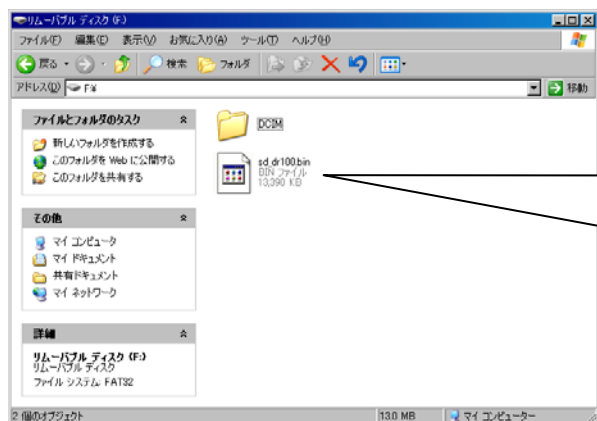 リムーバブル ディスク (F:)
ファイル(F) 編集(E) 表示(V) お気に入り(A) ツール(T) ヘルプ(H)
戻る 検索 フォルダ
アドレス(D) F:¥ 移動
ファイルとフォルダのタスク
新しいフォルダを作成する
このフォルダを Web に公開する
このフォルダを共有する
DCIM
sd_dr100.bin
BIN ファイル
13,390 KB
その他
マイ コンピュータ
マイ ドキュメント
共有ドキュメント
マイ ネットワーク
詳細
リムーバブル ディスク (F:)
リムーバブル ディスク
ファイル システム: FAT32
2 個のオブジェクト 13.0 MB マイ コンピューター